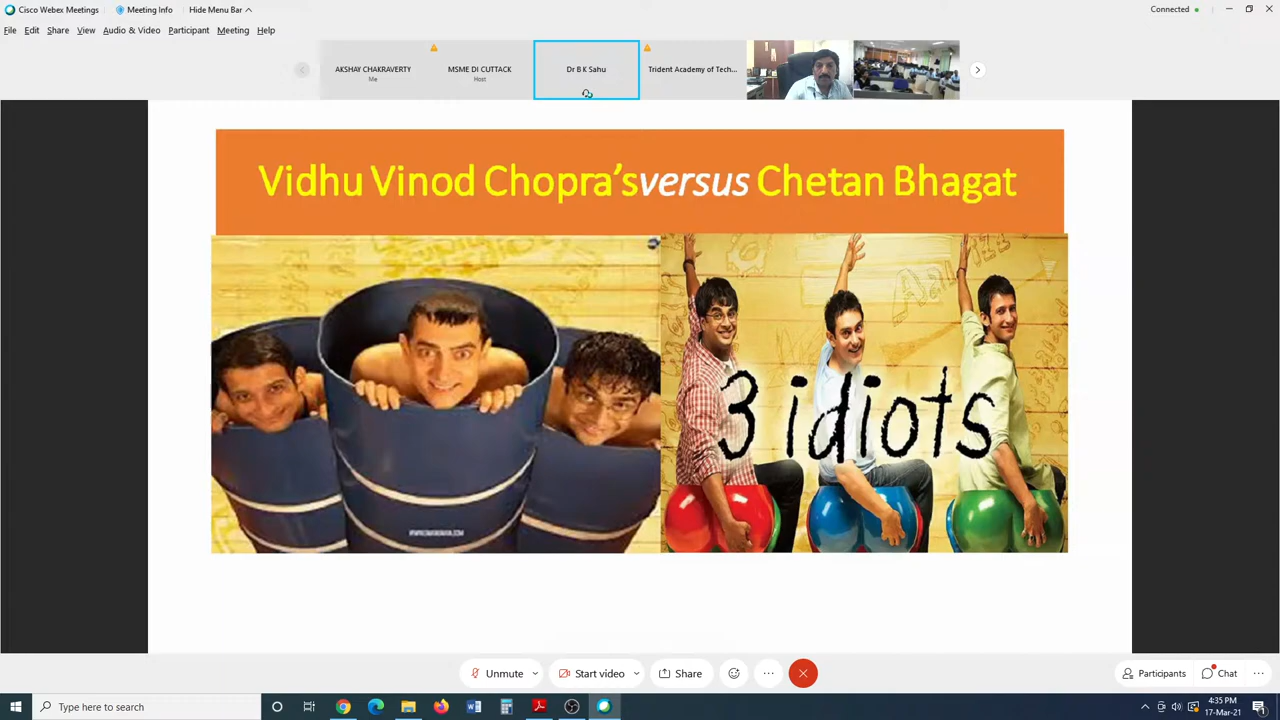 Cisco Webex Meetings
Meeting Info
Hide Menu Bar
Connected
File Edit Share View Audio & Video Participant Meeting Help
AKSHAY CHAKRAVERTY
Me
MSME DI CUTTACK
Host
Dr B K Sahu
Trident Academy of Tech...
Vidhu Vinod Chopra'sversus Chetan Bhagat
3 idiots
Unmute
Start video
Share
Participants
Chat
Type here to search
4:35 PM
17-Mar-21